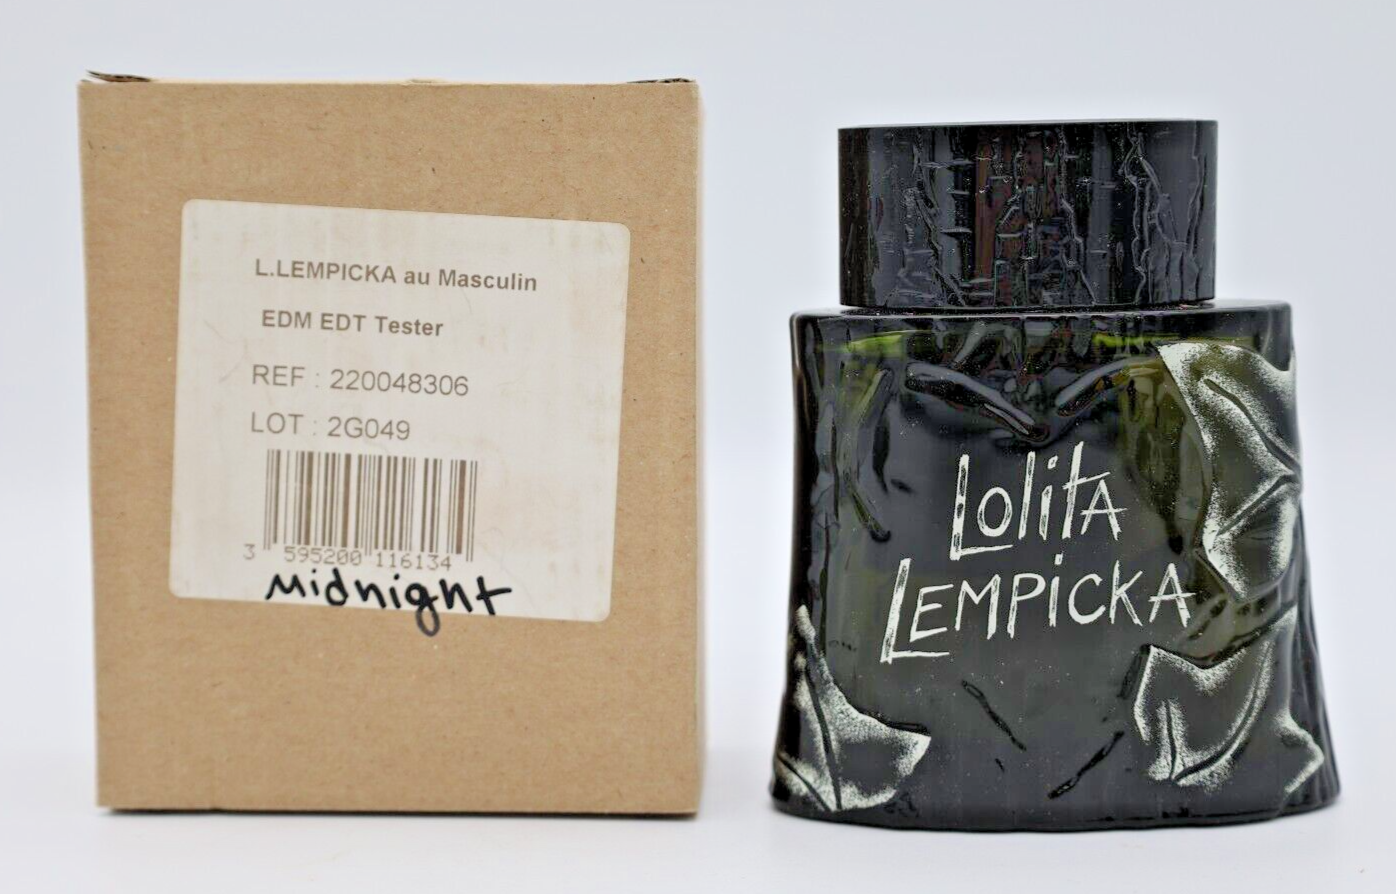 L.LEMPICKA au Masculin
EDM EDT Tester
REF : 220048306
LOT : 2G049
3 595200 116134
Midnight
LolitA
LEMPiCKA